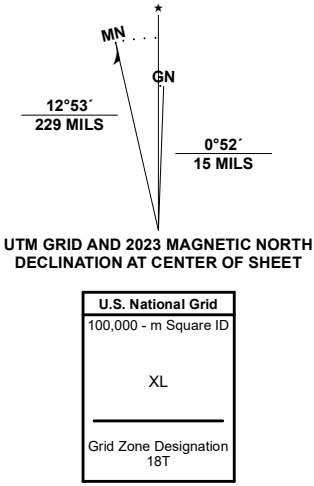 MN
GN
12°53´
229 MILS
0°52´
15 MILS
UTM GRID AND 2023 MAGNETIC NORTH
DECLINATION AT CENTER OF SHEET
U.S. National Grid
100,000 - m Square ID
XL
Grid Zone Designation
18T